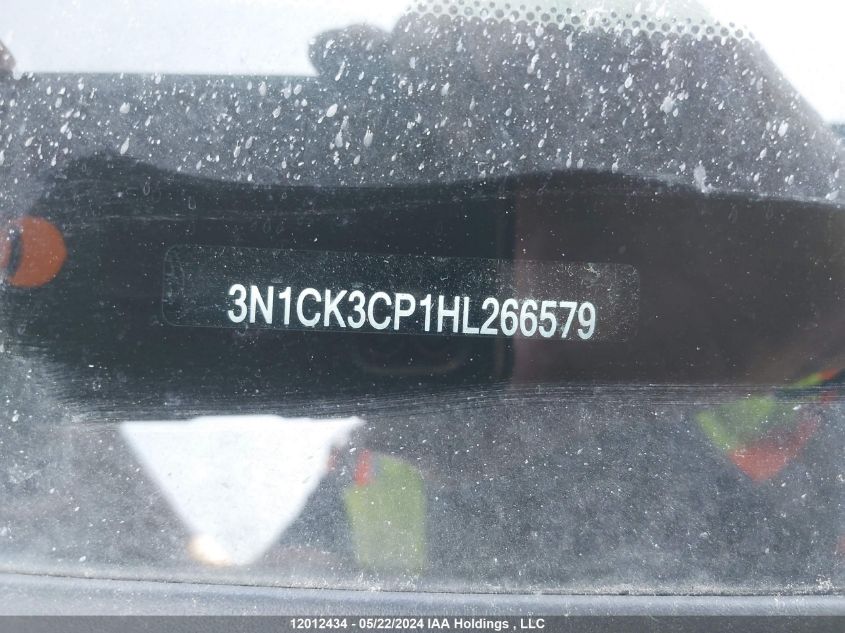 3N1CK3CP1HL266579
12012434 - 05/22/2024 IAA Holdings , LLC